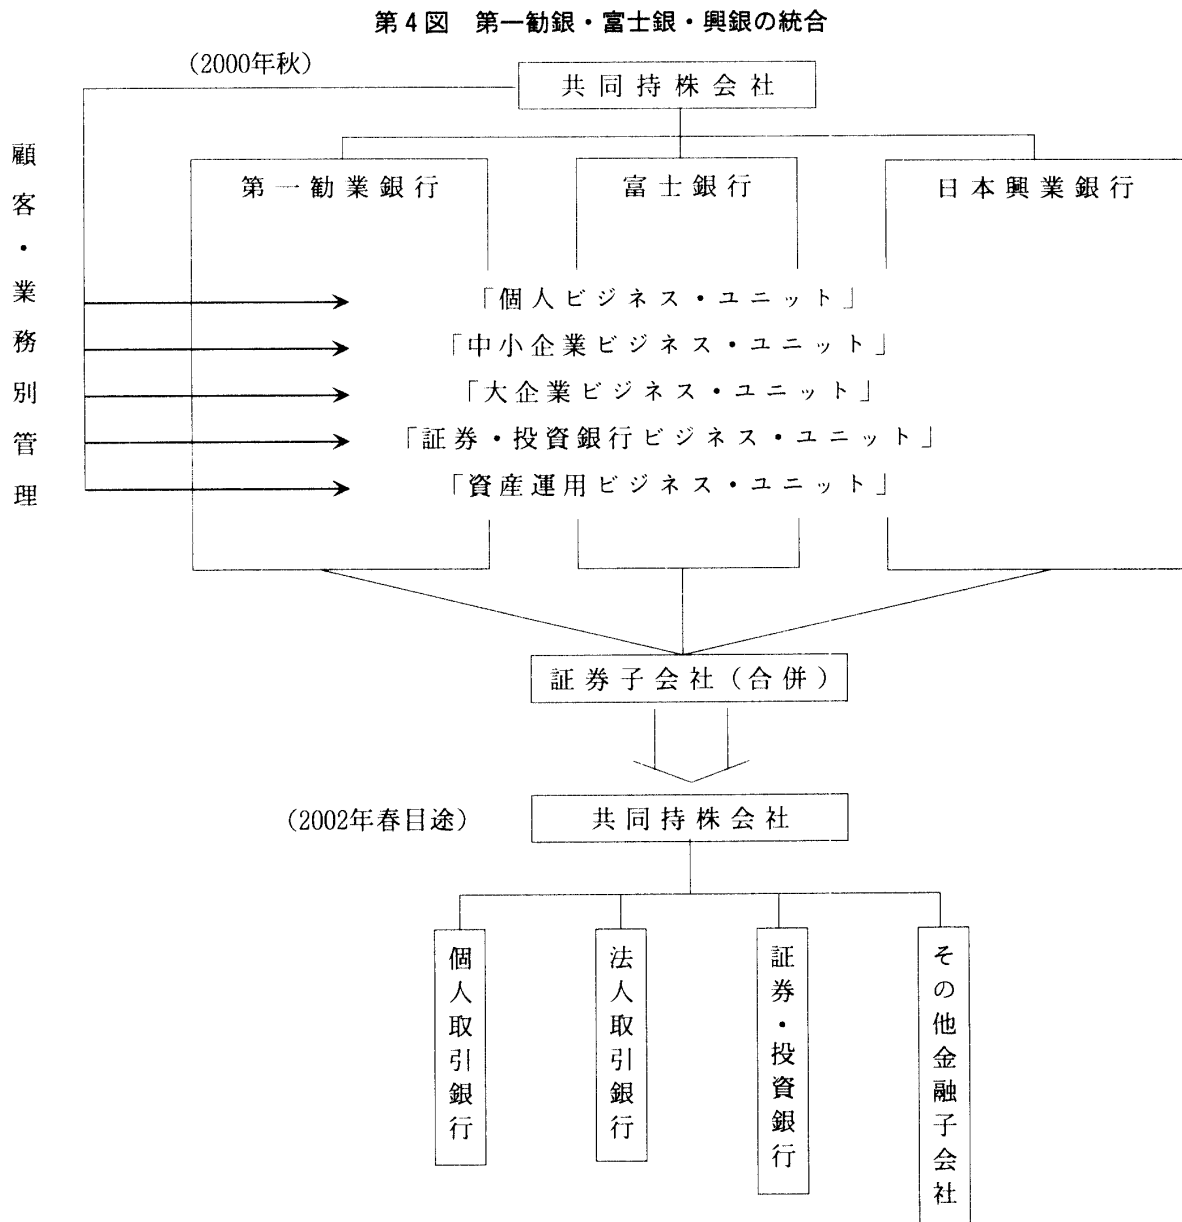 第4図 第一勧銀・富士銀・興銀の統合
(2000年秋)
共同持株会社
顧客・業務別管理
第一勧業銀行
富士銀行
日本興業銀行
「個人ビジネス・ユニット」
「中小企業ビジネス・ユニット」
「大企業ビジネス・ユニット」
「証券・投資銀行ビジネス・ユニット」
「資産運用ビジネス・ユニット」
証券子会社(合併)
(2002年春目途)
共同持株会社
個人取引銀行
法人取引銀行
証券・投資銀行
その他金融子会社